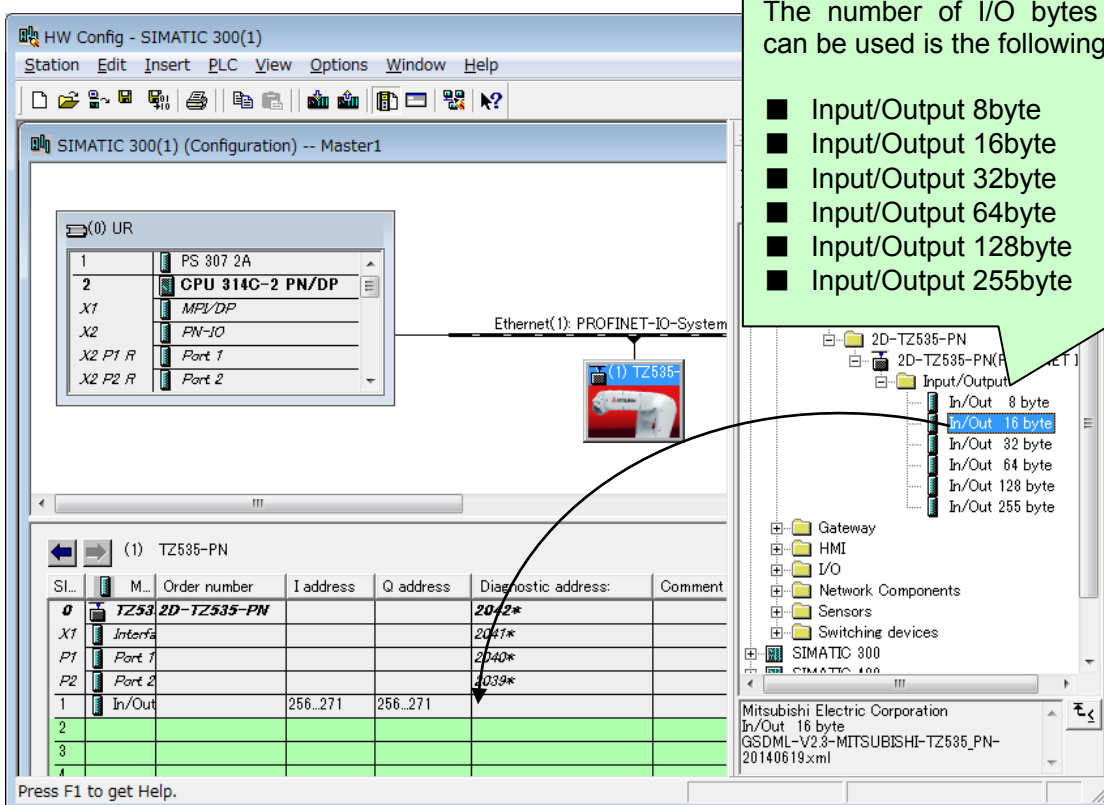 The number of I/O bytes
can be used is the following
■ Input/Output 8byte
■ Input/Output 16byte
■ Input/Output 32byte
■ Input/Output 64byte
■ Input/Output 128byte
■ Input/Output 255byte
HW Config - SIMATIC 300(1)
Station Edit Insert PLC View Options Window Help
SIMATIC 300(1) (Configuration) -- Master1
(0) UR
1 PS 307 2A
2 CPU 314C-2 PN/DP
X1 MPI/DP
X2 PN-IO
X2 P1 R Port 1
X2 P2 R Port 2
Ethernet(1): PROFINET-IO-System
(1) TZ535-
2D-TZ535-PN
2D-TZ535-PN(P
Input/Output
In/Out 8 byte
In/Out 16 byte
In/Out 32 byte
In/Out 64 byte
In/Out 128 byte
In/Out 255 byte
Gateway
HMI
I/O
Network Components
Sensors
Switching devices
SIMATIC 300
(1) TZ535-PN
Sl... M... Order number I address Q address Diagnostic address: Comment
0 TZ53 2D-TZ535-PN 2042*
X1 Interfa 2041*
P1 Port 1 2040*
P2 Port 2 2039*
1 In/Out 256...271 256...271
2
3
4
Mitsubishi Electric Corporation
In/Out 16 byte
GSDML-V2.3-MITSUBISHI-TZ535_PN-
20140619.xml
Press F1 to get Help.